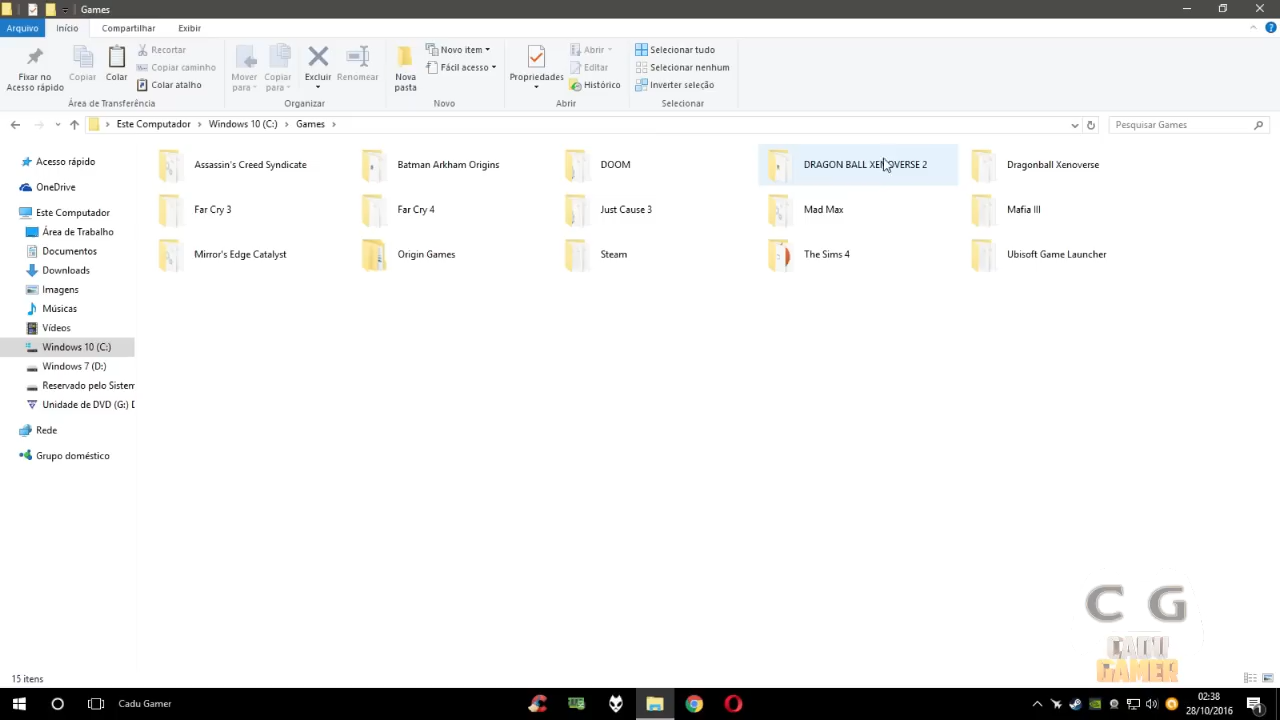 Games
Arquivo Início Compartilhar Exibir
Fixar no Acesso rápido
Copiar
Colar
Recortar
Copiar caminho
Colar atalho
Área de Transferência
Mover para
Copiar para
Excluir
Renomear
Organizar
Nova pasta
Novo item
Fácil acesso
Novo
Propriedades
Abrir
Editar
Histórico
Abrir
Selecionar tudo
Selecionar nenhum
Inverter seleção
Selecionar
Este Computador > Windows 10 (C:) > Games >
Pesquisar Games
Acesso rápido
OneDrive
Este Computador
Área de Trabalho
Documentos
Downloads
Imagens
Músicas
Vídeos
Windows 10 (C:)
Windows 7 (D:)
Reservado pelo Sistem
Unidade de DVD (G:) D
Rede
Grupo doméstico
Assassin's Creed Syndicate
Batman Arkham Origins
DOOM
DRAGON BALL XENOVERSE 2
Dragonball Xenoverse
Far Cry 3
Far Cry 4
Just Cause 3
Mad Max
Mafia III
Mirror's Edge Catalyst
Origin Games
Steam
The Sims 4
Ubisoft Game Launcher
C G
CADU
GAMER
15 itens
Cadu Gamer
02:38
28/10/2016